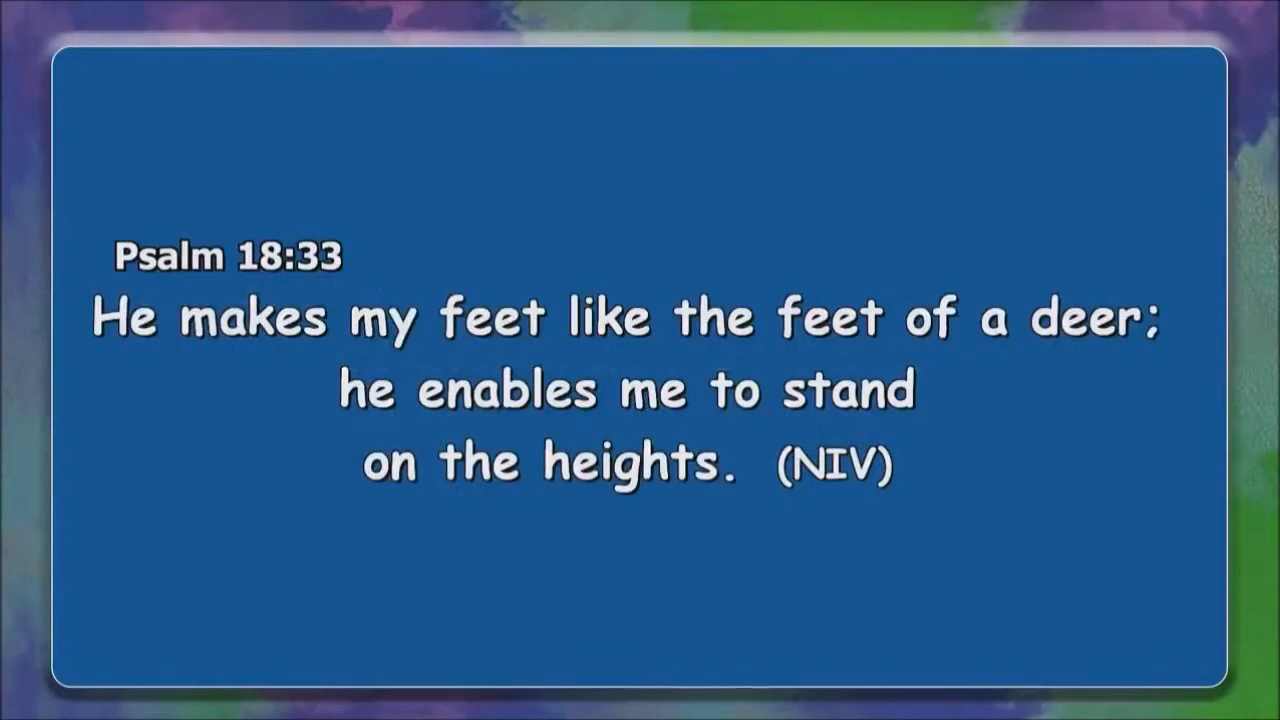 Psalm 18:33
He makes my feet like the feet of a deer;
he enables me to stand
on the heights. (NIV)